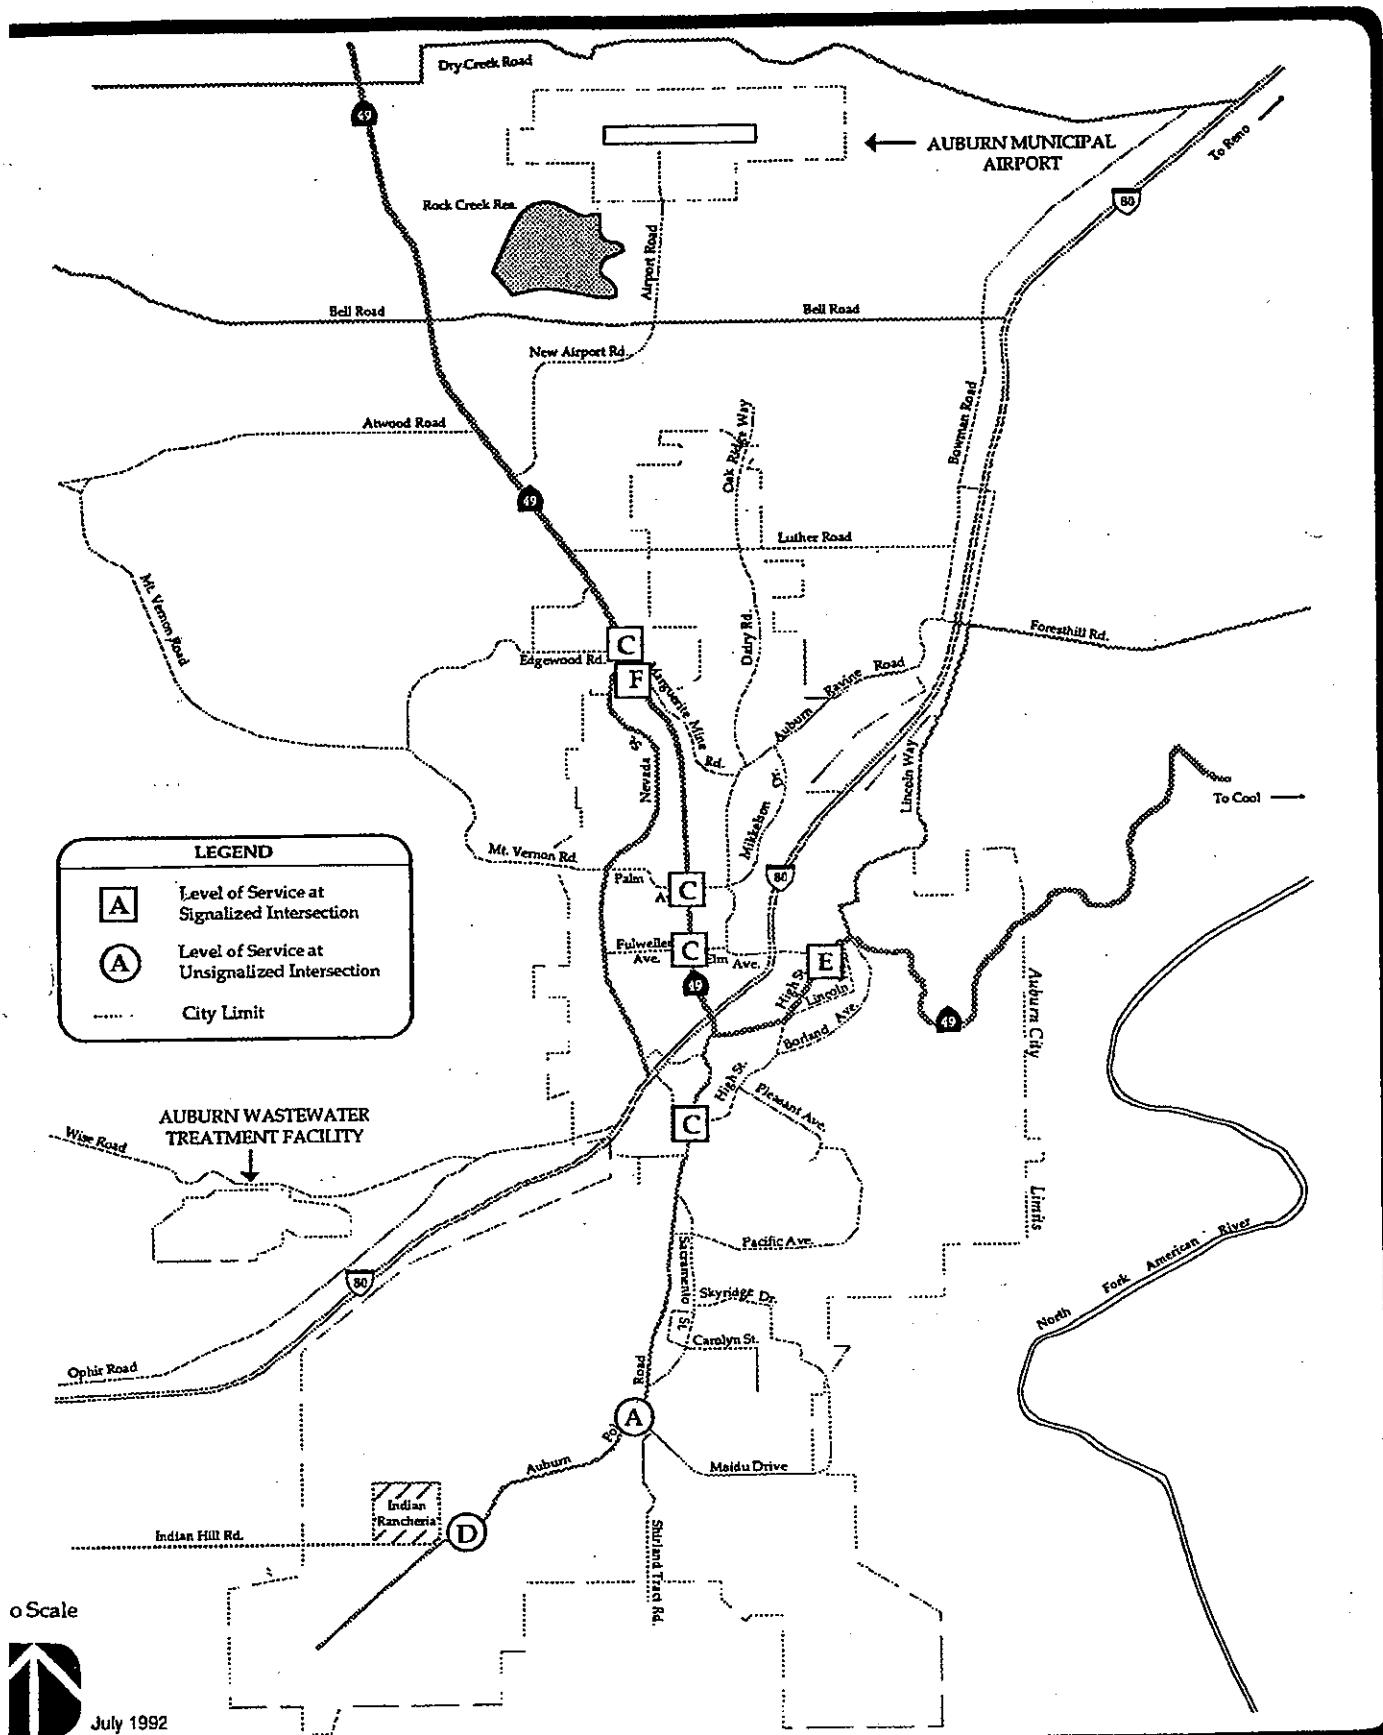 Dry Creek Road
49
AUBURN MUNICIPAL
AIRPORT
To Reno
80
Rock Creek Res.
Airport Road
Bell Road
Bell Road
New Airport Rd.
Atwood Road
Oak Ridge Way
Bowman Road
49
Luther Road
Mt. Vernon Road
Dairy Rd.
Foresthill Rd.
C
Edgewood Rd.
F
Marguerite Mine Rd.
Auburn Ravine Road
Nevada St.
Lincoln Way
To Cool
Mikkelson Dr.
LEGEND
A
Level of Service at
Signalized Intersection
A
Level of Service at
Unsignalized Intersection
City Limit
Mt. Vernon Rd.
Palm
C
80
Fulweiler
Ave.
C
Elm Ave.
E
49
High St.
Lincoln
Borland Ave.
49
Auburn City Limits
High St.
Pleasant Ave.
C
AUBURN WASTEWATER
TREATMENT FACILITY
Wise Road
Pacific Ave.
Sacramento St.
North Fork American River
80
Skyridge Dr.
Carolyn St.
Ophir Road
Road
A
Auburn
Maidu Drive
Indian
Rancheria
D
Indian Hill Rd.
Shirland Tract Rd.
o Scale
July 1992